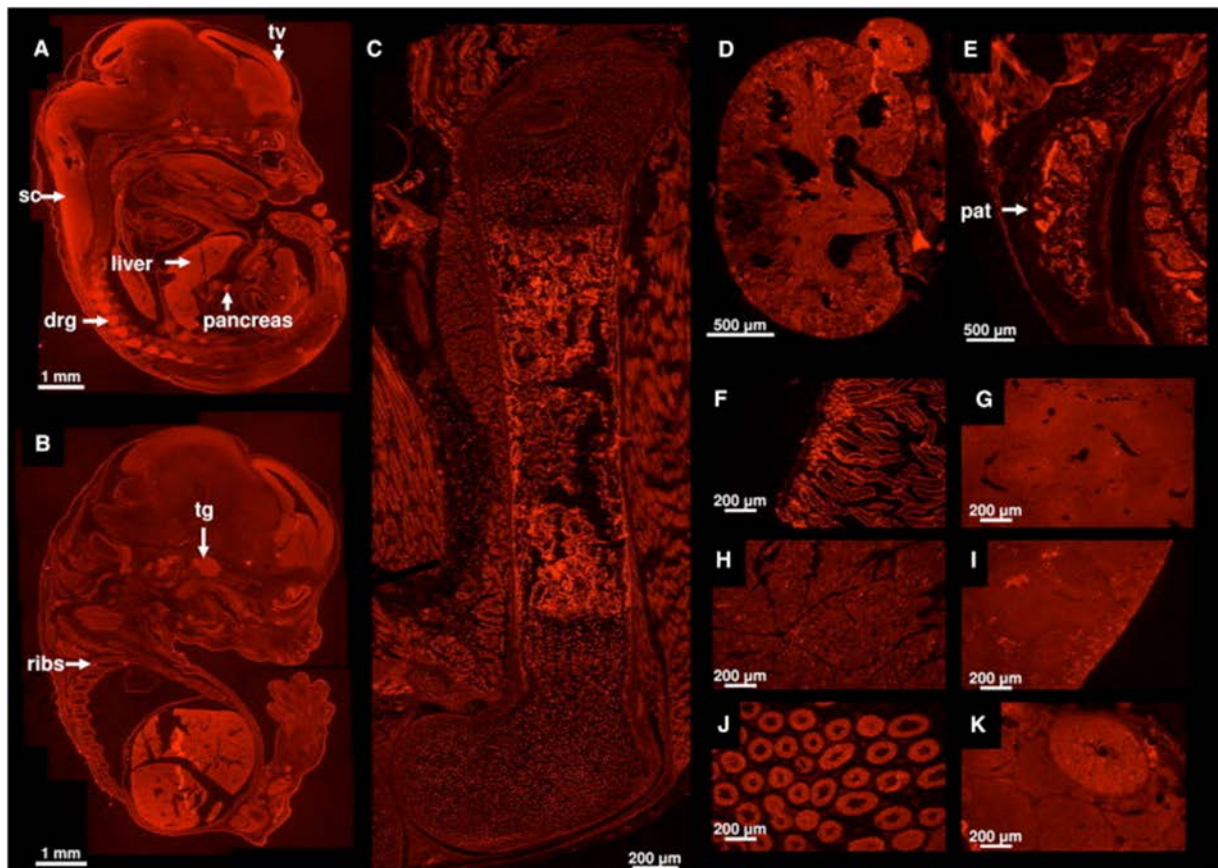 A
tv
sc
liver
drg
pancreas
1 mm
B
tg
ribs
1 mm
C
200 µm
D
500 µm
E
pat
500 µm
F
200 µm
G
200 µm
H
200 µm
I
200 µm
J
200 µm
K
200 µm